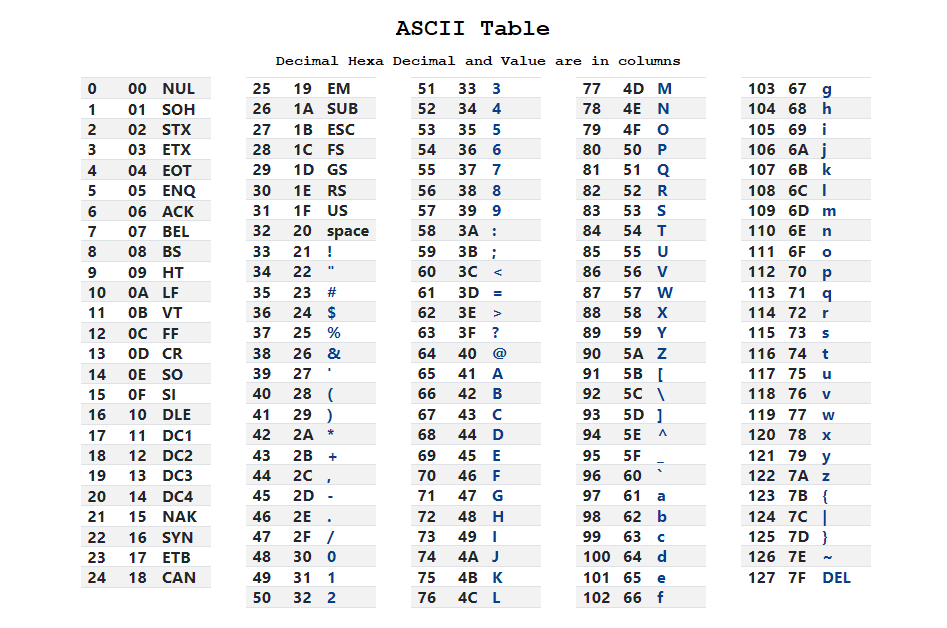 ASCII Table
Decimal Hexa Decimal and Value are in columns
0 00 NUL
1 01 SOH
2 02 STX
3 03 ETX
4 04 EOT
5 05 ENQ
6 06 ACK
7 07 BEL
8 08 BS
9 09 HT
10 0A LF
11 0B VT
12 0C FF
13 0D CR
14 0E SO
15 0F SI
16 10 DLE
17 11 DC1
18 12 DC2
19 13 DC3
20 14 DC4
21 15 NAK
22 16 SYN
23 17 ETB
24 18 CAN
25 19 EM
26 1A SUB
27 1B ESC
28 1C FS
29 1D GS
30 1E RS
31 1F US
32 20 space
33 21 !
34 22 "
35 23 #
36 24 $
37 25 %
38 26 &
39 27 '
40 28 (
41 29 )
42 2A *
43 2B +
44 2C ,
45 2D -
46 2E .
47 2F /
48 30 0
49 31 1
50 32 2
51 33 3
52 34 4
53 35 5
54 36 6
55 37 7
56 38 8
57 39 9
58 3A :
59 3B ;
60 3C <
61 3D =
62 3E >
63 3F ?
64 40 @
65 41 A
66 42 B
67 43 C
68 44 D
69 45 E
70 46 F
71 47 G
72 48 H
73 49 I
74 4A J
75 4B K
76 4C L
77 4D M
78 4E N
79 4F O
80 50 P
81 51 Q
82 52 R
83 53 S
84 54 T
85 55 U
86 56 V
87 57 W
88 58 X
89 59 Y
90 5A Z
91 5B [
92 5C \
93 5D ]
94 5E ^
95 5F _
96 60 `
97 61 a
98 62 b
99 63 c
100 64 d
101 65 e
102 66 f
103 67 g
104 68 h
105 69 i
106 6A j
107 6B k
108 6C l
109 6D m
110 6E n
111 6F o
112 70 p
113 71 q
114 72 r
115 73 s
116 74 t
117 75 u
118 76 v
119 77 w
120 78 x
121 79 y
122 7A z
123 7B {
124 7C |
125 7D }
126 7E ~
127 7F DEL